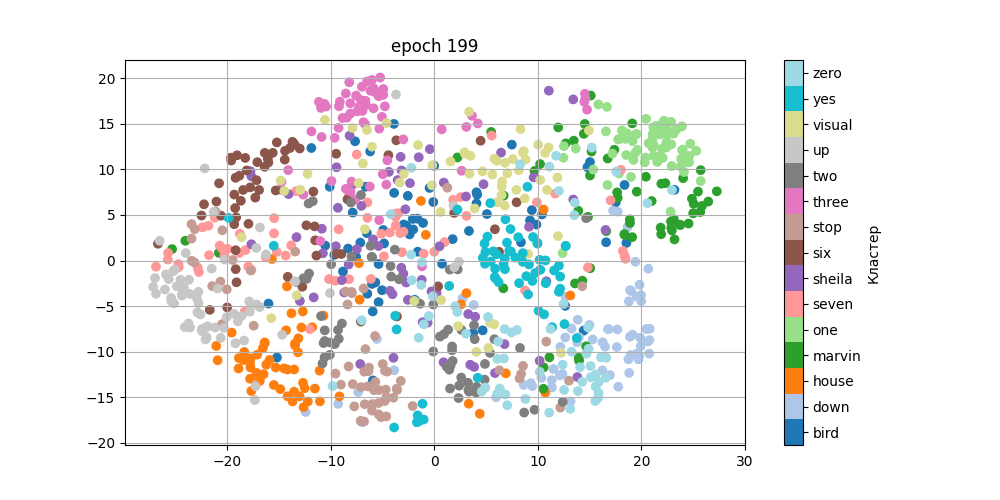 epoch 199
20
15
10
5
0
−5
−10
−15
−20
−20 −10 0 10 20 30
zero
yes
visual
up
two
three
stop
six
sheila
seven
one
marvin
house
down
bird
Кластер